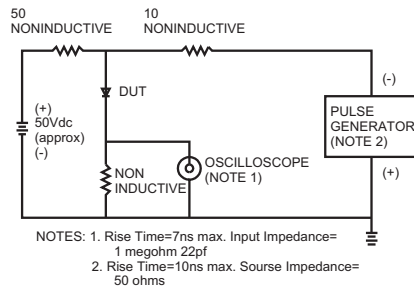 50
NONINDUCTIVE
10
NONINDUCTIVE
DUT
(+)
50Vdc
(approx)
(-)
(-)
PULSE
GENERATOR
(NOTE 2)
(+)
NON
INDUCTIVE
OSCILLOSCOPE
(NOTE 1)
NOTES: 1. Rise Time=7ns max. Input Impedance=
1 megohm 22pf
2. Rise Time=10ns max. Sourse Impedance=
50 ohms